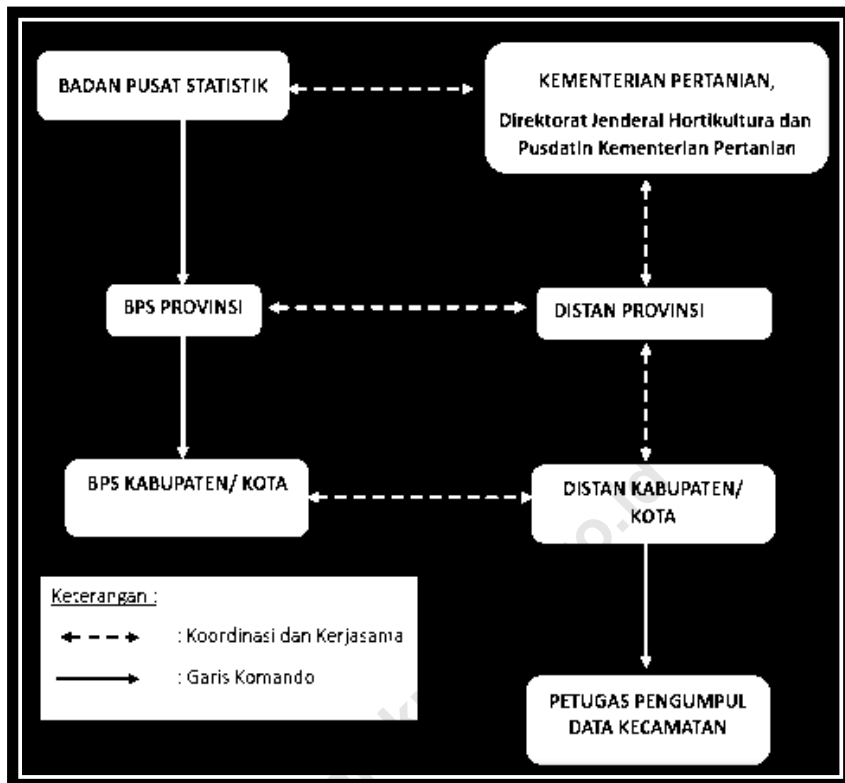 BADAN PUSAT STATISTIK
KEMENTERIAN PERTANIAN,
Direktorat Jenderal Hortikultura dan
Pusdatin Kementerian Pertanian
BPS PROVINSI
DISTAN PROVINSI
BPS KABUPATEN/ KOTA
DISTAN KABUPATEN/
KOTA
Keterangan :
: Koordinasi dan Kerjasama
: Garis Komando
PETUGAS PENGUMPUL
DATA KECAMATAN